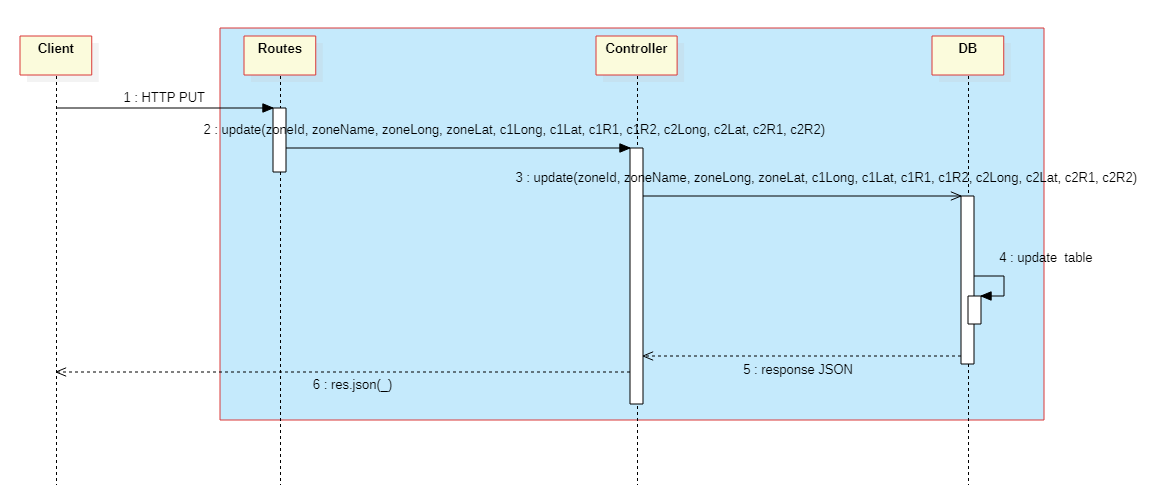 Client
Routes
Controller
DB
1 : HTTP PUT
2 : update(zoneId, zoneName, zoneLong, zoneLat, c1Long, c1Lat, c1R1, c1R2, c2Long, c2Lat, c2R1, c2R2)
3 : update(zoneId, zoneName, zoneLong, zoneLat, c1Long, c1Lat, c1R1, c1R2, c2Long, c2Lat, c2R1, c2R2)
4 : update table
5 : response JSON
6 : res.json(_)